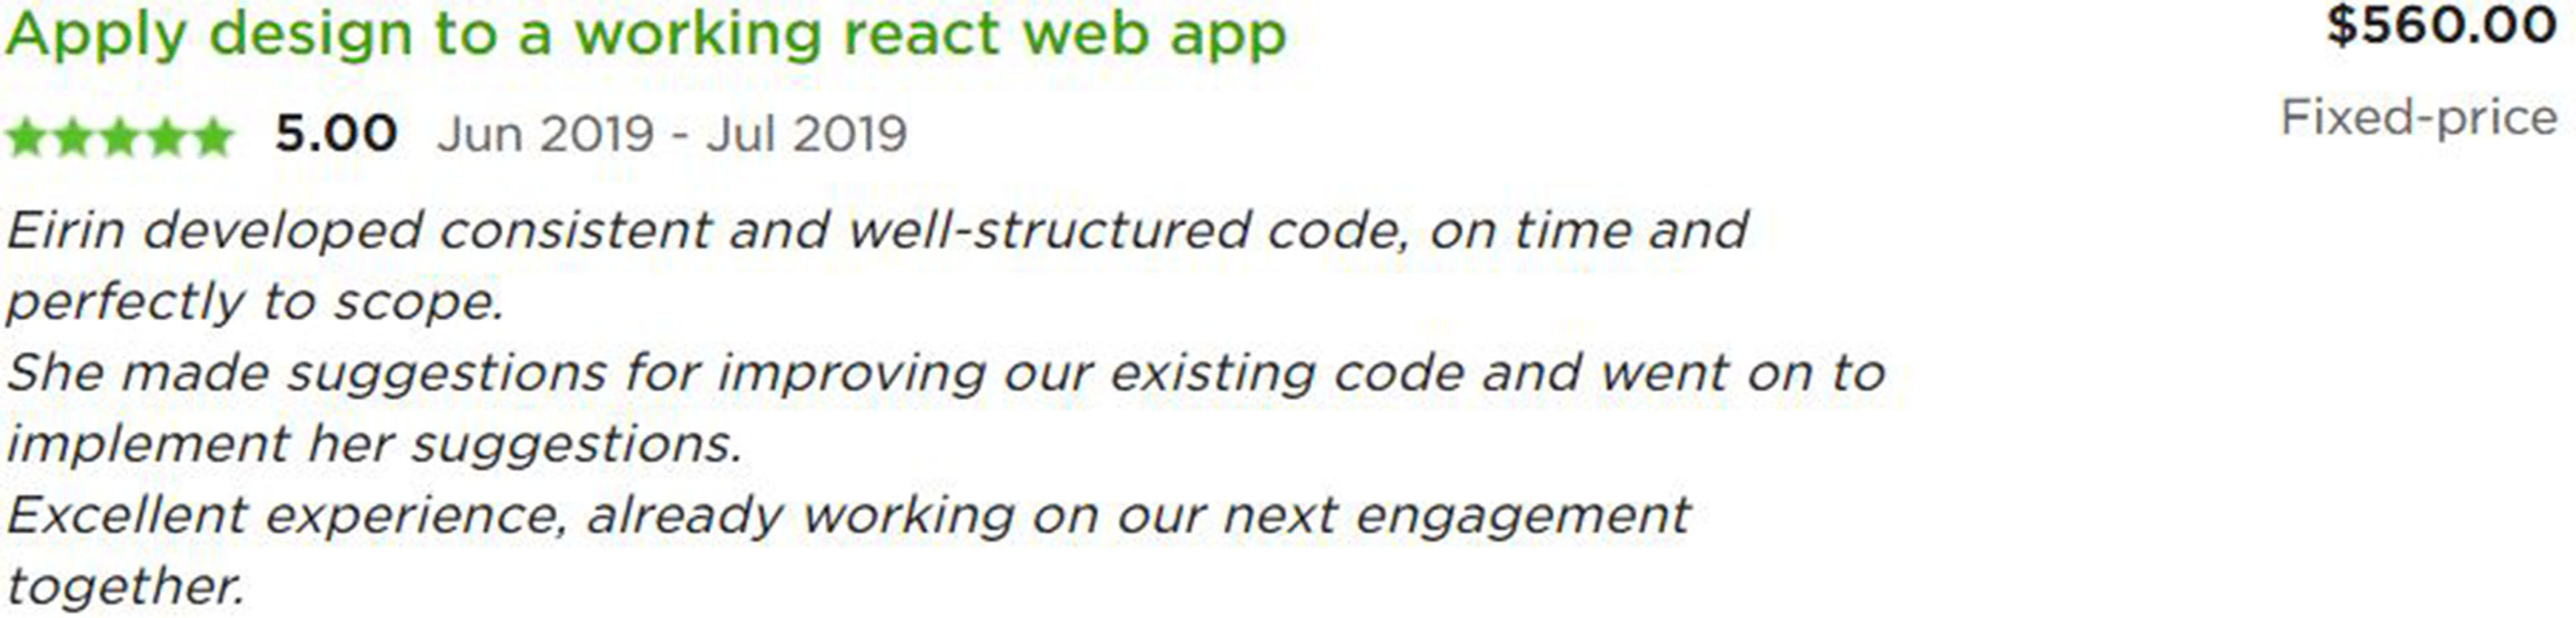 Apply design to a working react web app
$560.00
5.00 Jun 2019 - Jul 2019
Fixed-price
Eirin developed consistent and well-structured code, on time and
perfectly to scope.
She made suggestions for improving our existing code and went on to
implement her suggestions.
Excellent experience, already working on our next engagement
together.